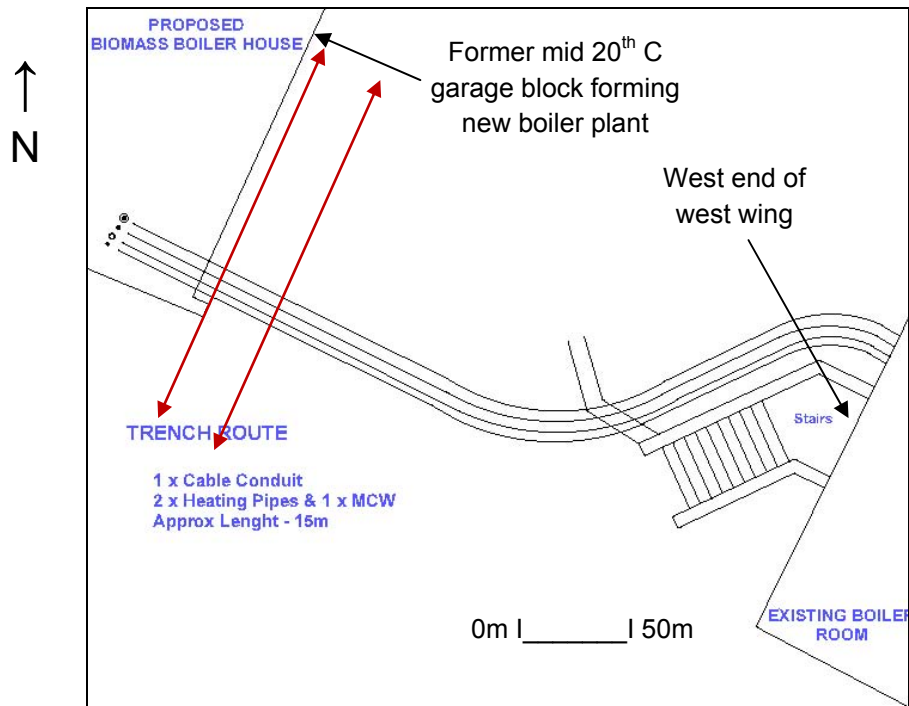 PROPOSED
BIOMASS BOILER HOUSE
Former mid 20th C
garage block forming
new boiler plant
N
West end of
west wing
Stairs
TRENCH ROUTE
1 x Cable Conduit
2 x Heating Pipes & 1 x MCW
Approx Lenght - 15m
0m I_______I 50m
EXISTING BOILER
ROOM